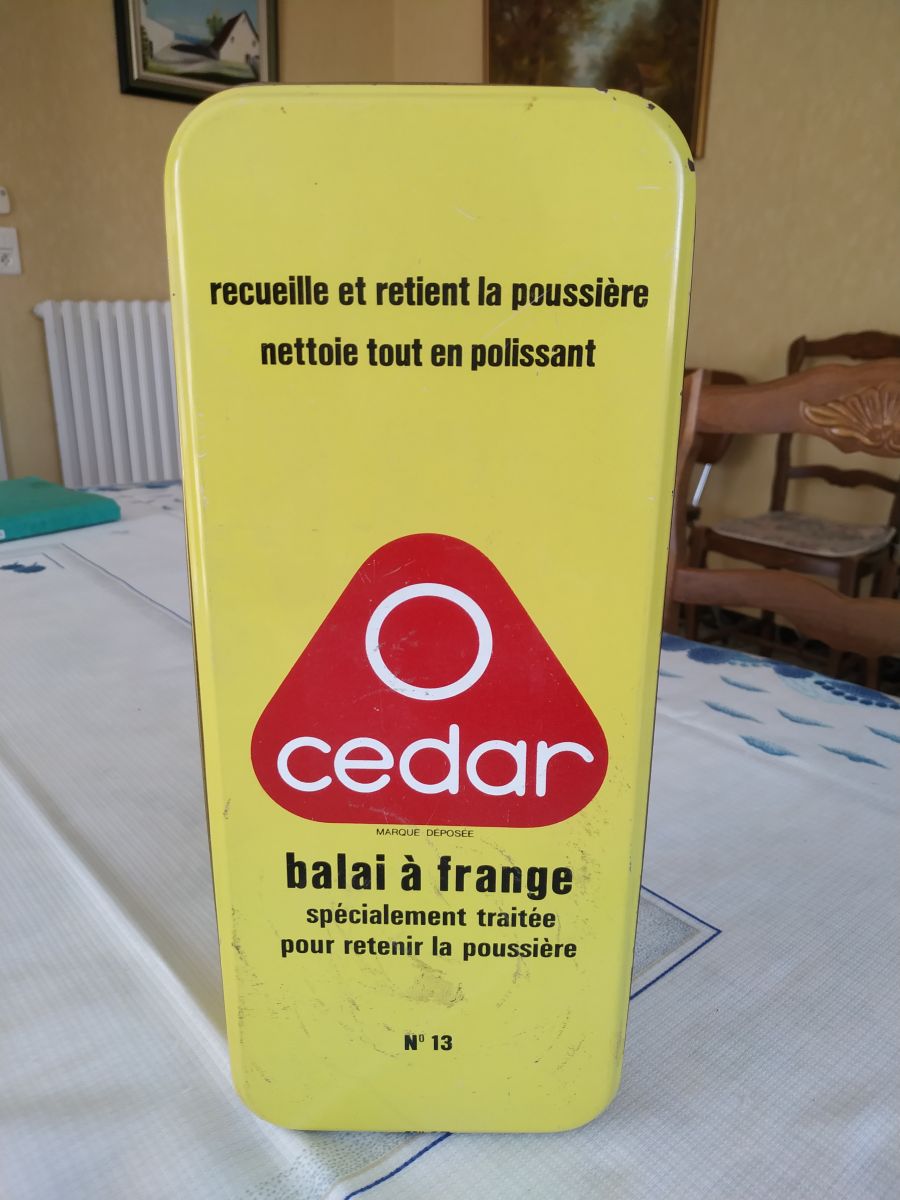 recueille et retient la poussière
nettoie tout en polissant
cedar
MARQUE DÉPOSÉE
balai à frange
spécialement traitée
pour retenir la poussière
Nº 13